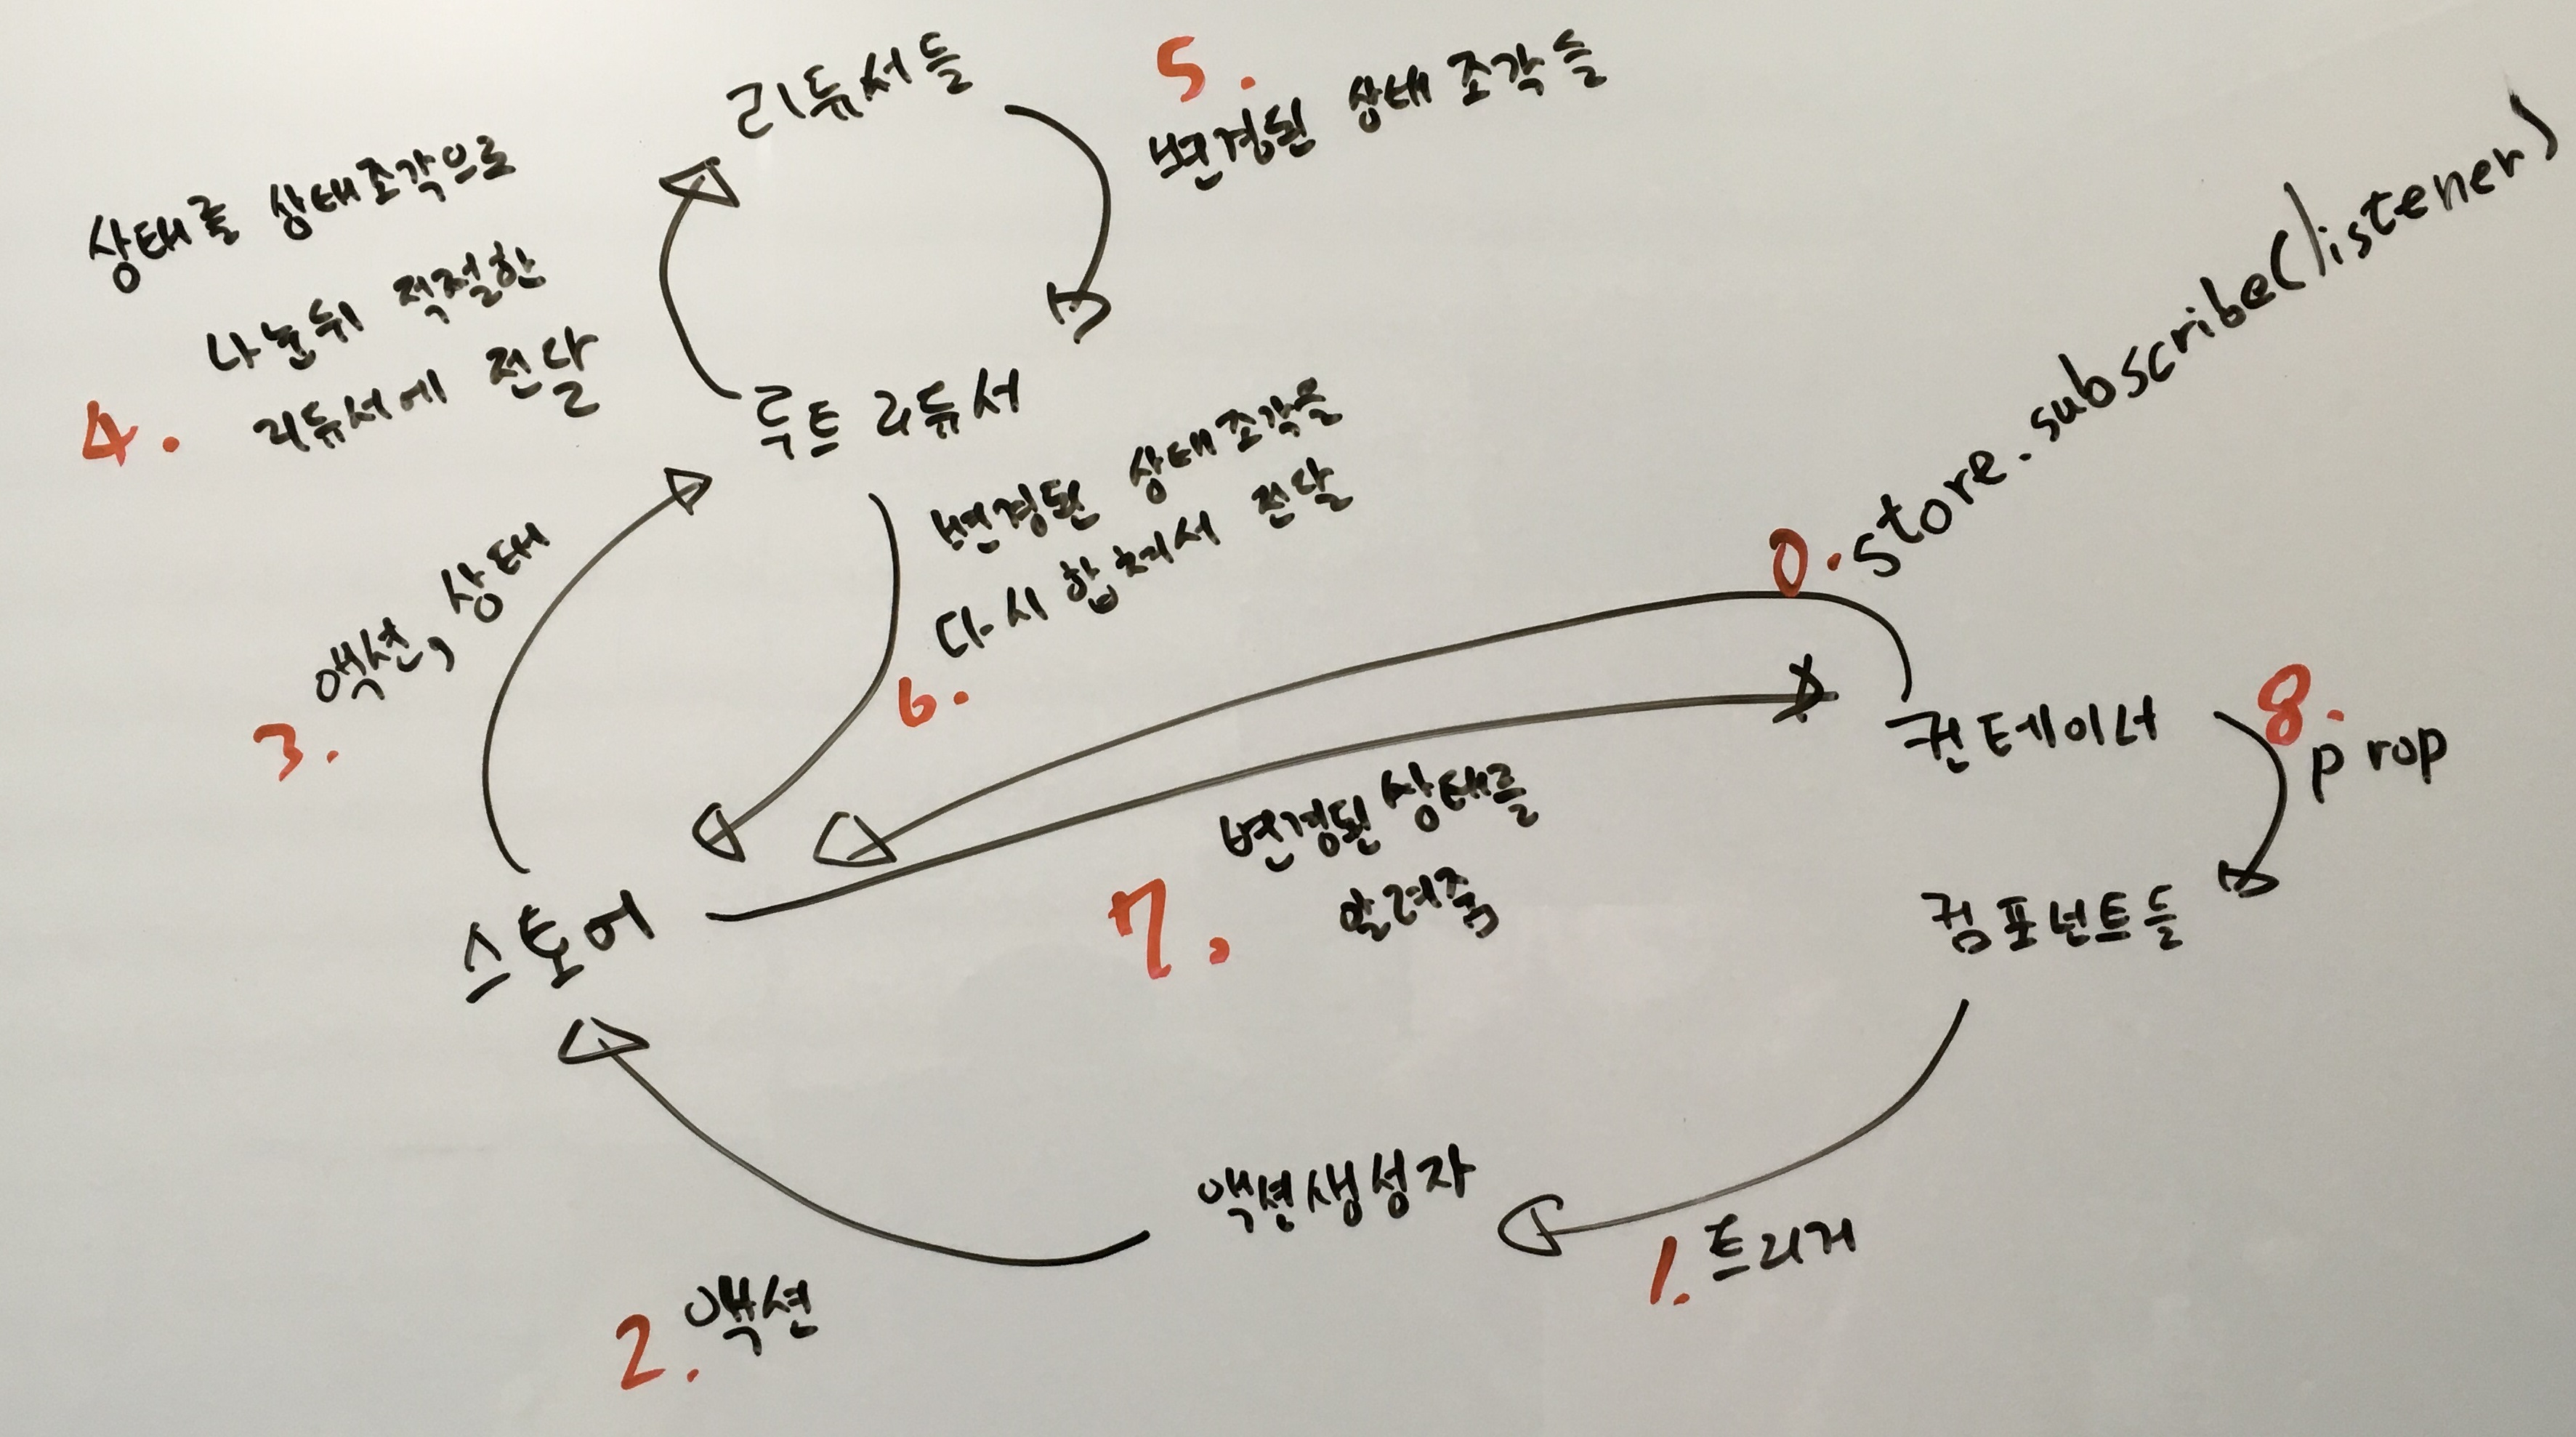 리듀서들
5.
변경된 상태 조각들
상태를 상태조각으로
나눈뒤 적절한
4. 리듀서에 전달
루트 리듀서
변경된 상태조각을
다시 합쳐서 전달
6.
3. 액션, 상태
0. store.subscribe(listener)
컨테이너
8.
prop
변경된 상태를
7. 알려줌
스토어
컴포넌트들
액션생성자
1. 트리거
2. 액션